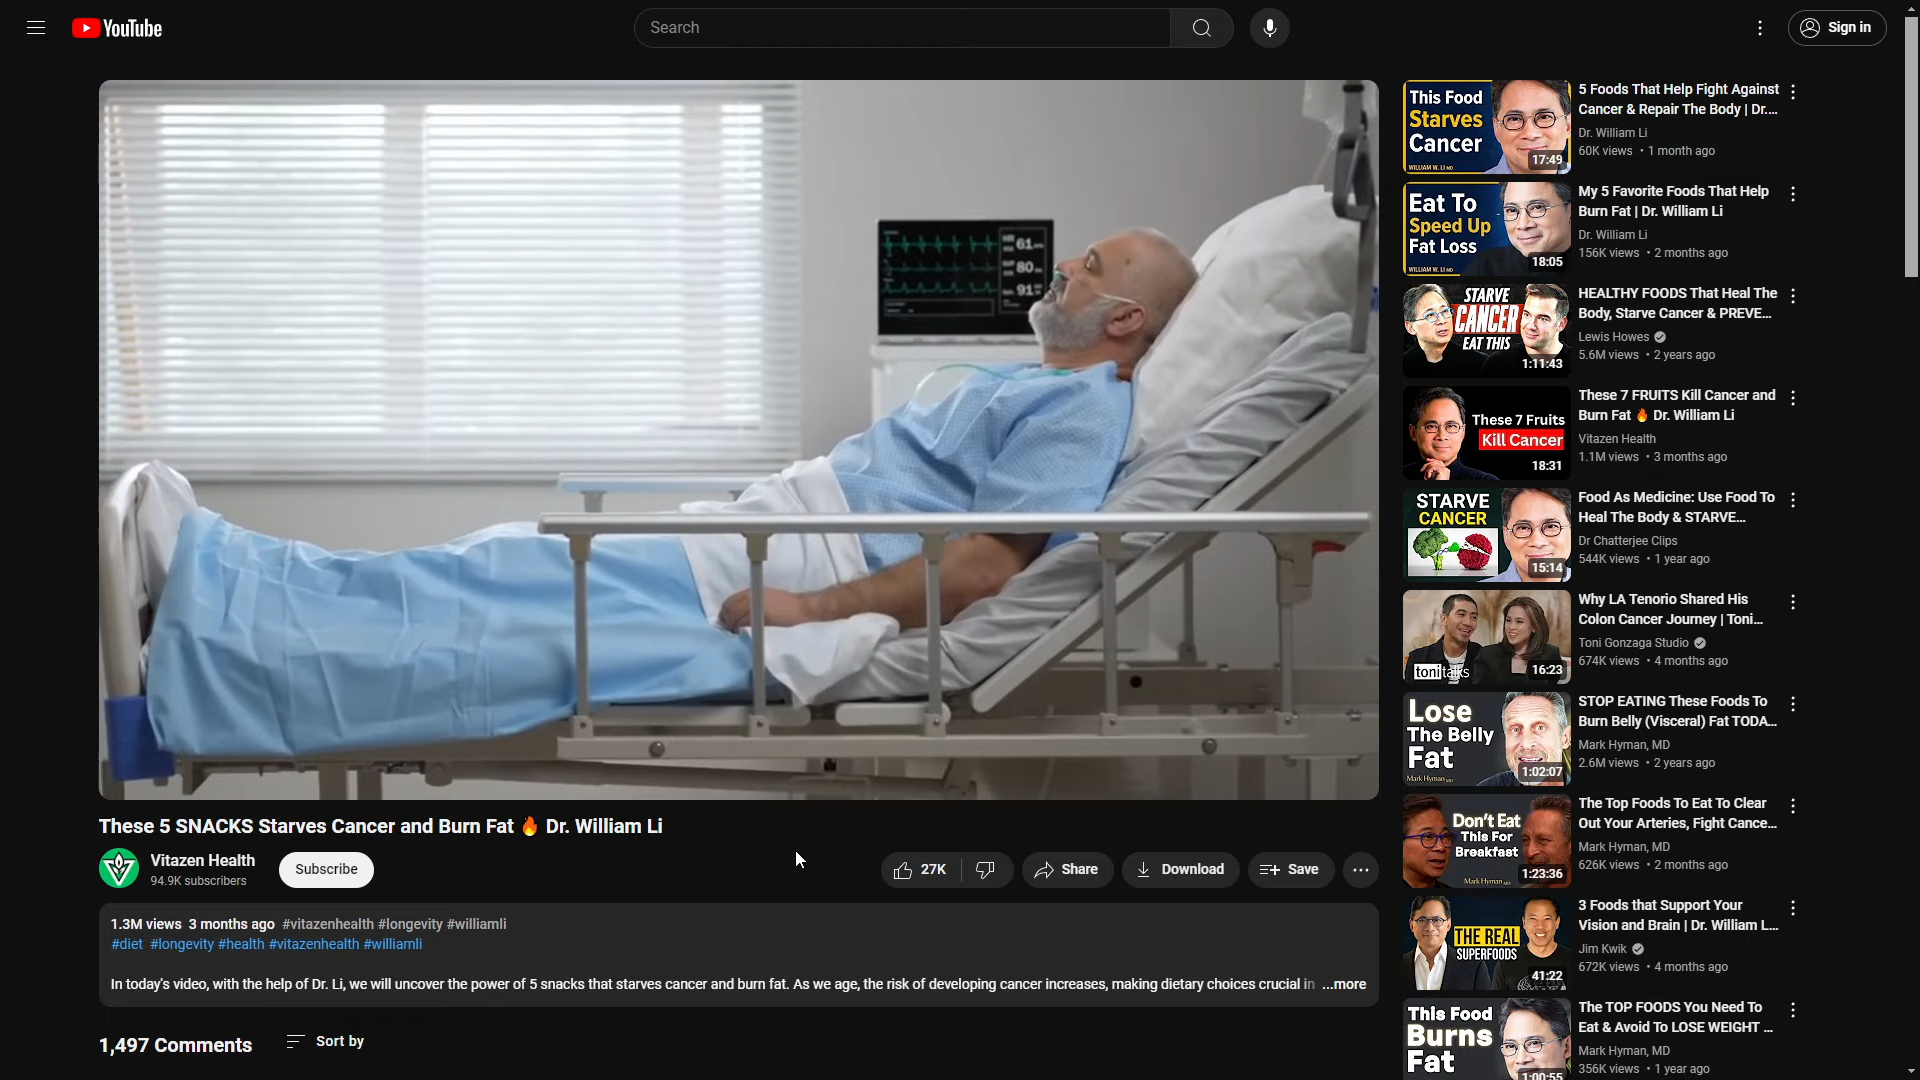 YouTube
Search
Sign in
61
80
91
These 5 SNACKS Starves Cancer and Burn Fat 🔥 Dr. William Li
Vitazen Health
94.9K subscribers
Subscribe
27K
Share
Download
Save
1.3M views 3 months ago #vitazenhealth #longevity #williamli
#diet #longevity #health #vitazenhealth #williamli
In today's video, with the help of Dr. Li, we will uncover the power of 5 snacks that starves cancer and burn fat. As we age, the risk of developing cancer increases, making dietary choices crucial in ...more
1,497 Comments
Sort by
This Food
Starves
Cancer
WILLIAM W. LI MD
17:49
5 Foods That Help Fight Against
Cancer & Repair The Body | Dr....
Dr. William Li
60K views • 1 month ago
Eat To
Speed Up
Fat Loss
WILLIAM W. LI MD
18:05
My 5 Favorite Foods That Help
Burn Fat | Dr. William Li
Dr. William Li
156K views • 2 months ago
STARVE
CANCER
EAT THIS
1:11:43
HEALTHY FOODS That Heal The
Body, Starve Cancer & PREVE...
Lewis Howes
5.6M views • 2 years ago
These 7 Fruits
Kill Cancer
18:31
These 7 FRUITS Kill Cancer and
Burn Fat 🔥 Dr. William Li
Vitazen Health
1.1M views • 3 months ago
STARVE
CANCER
15:14
Food As Medicine: Use Food To
Heal The Body & STARVE...
Dr Chatterjee Clips
544K views • 1 year ago
toni talks
16:23
Why LA Tenorio Shared His
Colon Cancer Journey | Toni...
Toni Gonzaga Studio
674K views • 4 months ago
Lose
The Belly
Fat
Mark Hyman MD
1:02:07
STOP EATING These Foods To
Burn Belly (Visceral) Fat TODA...
Mark Hyman, MD
2.6M views • 2 years ago
Don't Eat
This For
Breakfast
Mark Hyman MD
1:23:36
The Top Foods To Eat To Clear
Out Your Arteries, Fight Cance...
Mark Hyman, MD
626K views • 2 months ago
THE REAL
SUPERFOODS
41:22
3 Foods that Support Your
Vision and Brain | Dr. William L...
Jim Kwik
672K views • 4 months ago
This Food
Burns
Fat
1:00:55
The TOP FOODS You Need To
Eat & Avoid To LOSE WEIGHT ...
Mark Hyman, MD
356K views • 1 year ago